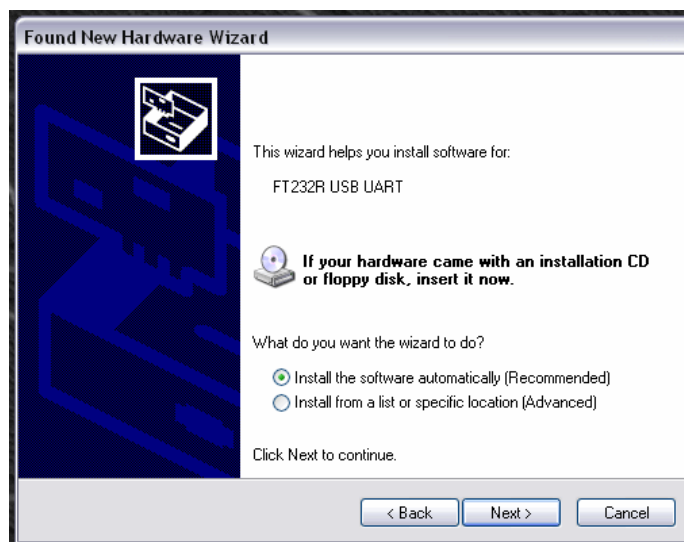 Found New Hardware Wizard
This wizard helps you install software for:
FT232R USB UART
If your hardware came with an installation CD
or floppy disk, insert it now.
What do you want the wizard to do?
Install the software automatically (Recommended)
Install from a list or specific location (Advanced)
Click Next to continue.
< Back
Next >
Cancel